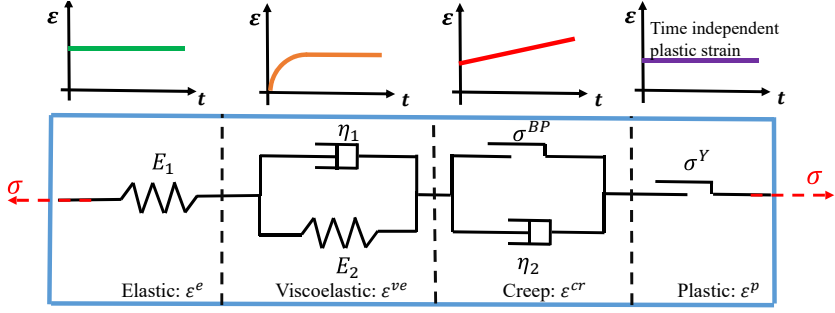 ε
t
ε
t
ε
t
ε
Time independent
plastic strain
t
σ
E₁
η₁
E₂
σᴮᴾ
η₂
σʸ
σ
Elastic: εᵉ
Viscoelastic: εᵛᵉ
Creep: εᶜʳ
Plastic: εᵖ